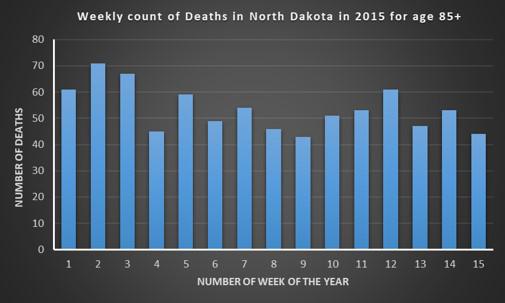 Weekly count of Deaths in North Dakota in 2015 for age 85+
80
70
60
50
40
30
20
10
0
NUMBER OF DEATHS
1 2 3 4 5 6 7 8 9 10 11 12 13 14 15
NUMBER OF WEEK OF THE YEAR